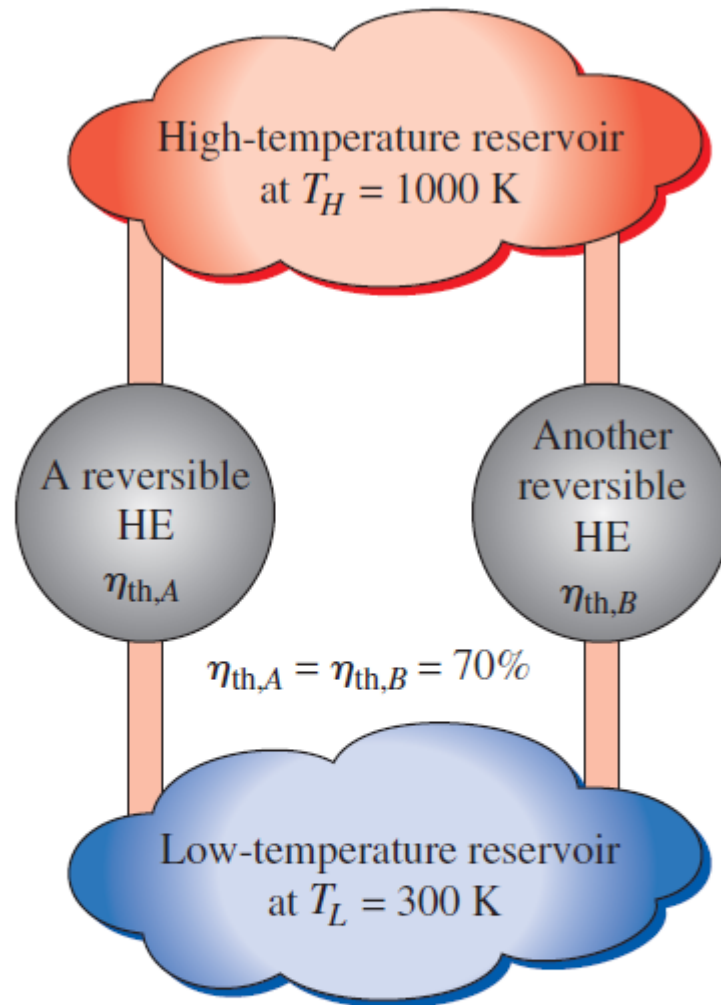 High-temperature reservoir
at T_H = 1000 K
A reversible
HE
η_th,A
Another
reversible
HE
η_th,B
η_th,A = η_th,B = 70%
Low-temperature reservoir
at T_L = 300 K